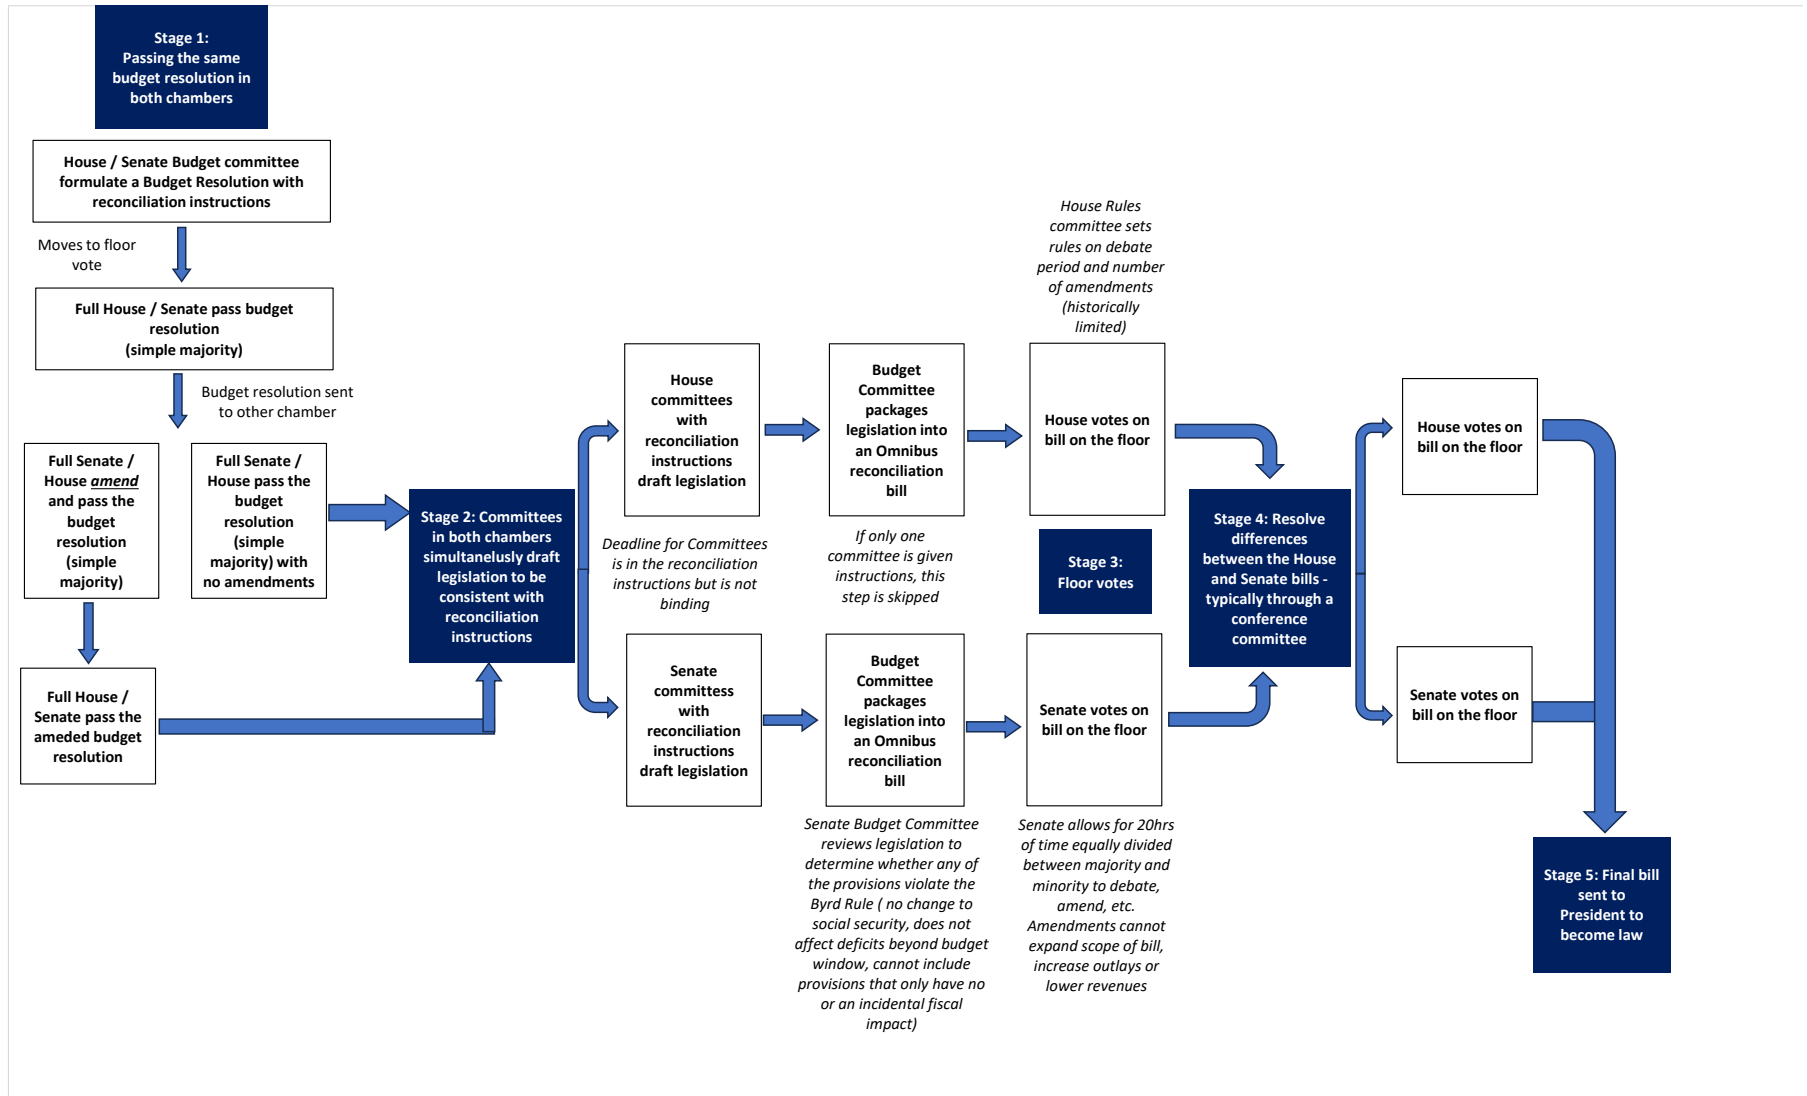 Stage 1:
Passing the same
budget resolution in
both chambers
House / Senate Budget committee
formulate a Budget Resolution with
reconciliation instructions
Moves to floor
vote
Full House / Senate pass budget
resolution
(simple majority)
Budget resolution sent
to other chamber
Full Senate /
House amend
and pass the
budget
resolution
(simple
majority)
Full Senate /
House pass the
budget
resolution
(simple
majority) with
no amendments
Full House /
Senate pass the
ameded budget
resolution
Stage 2: Committees
in both chambers
simultanelusly draft
legislation to be
consistent with
reconciliation
instructions
House
committees
with
reconciliation
instructions
draft legislation
Deadline for Committees
is in the reconciliation
instructions but is not
binding
Senate
committess
with
reconciliation
instructions
draft legislation
Budget
Committee
packages
legislation into
an Omnibus
reconciliation
bill
If only one
committee is given
instructions, this
step is skipped
Budget
Committee
packages
legislation into
an Omnibus
reconciliation
bill
Senate Budget Committee
reviews legislation to
determine whether any of
the provisions violate the
Byrd Rule ( no change to
social security, does not
affect deficits beyond budget
window, cannot include
provisions that only have no
or an incidental fiscal
impact)
House Rules
committee sets
rules on debate
period and number
of amendments
(historically
limited)
House votes on
bill on the floor
Stage 3:
Floor votes
Senate votes on
bill on the floor
Senate allows for 20hrs
of time equally divided
between majority and
minority to debate,
amend, etc.
Amendments cannot
expand scope of bill,
increase outlays or
lower revenues
Stage 4: Resolve
differences
between the House
and Senate bills -
typically through a
conference
committee
House votes on
bill on the floor
Senate votes on
bill on the floor
Stage 5: Final bill
sent to
President to
become law